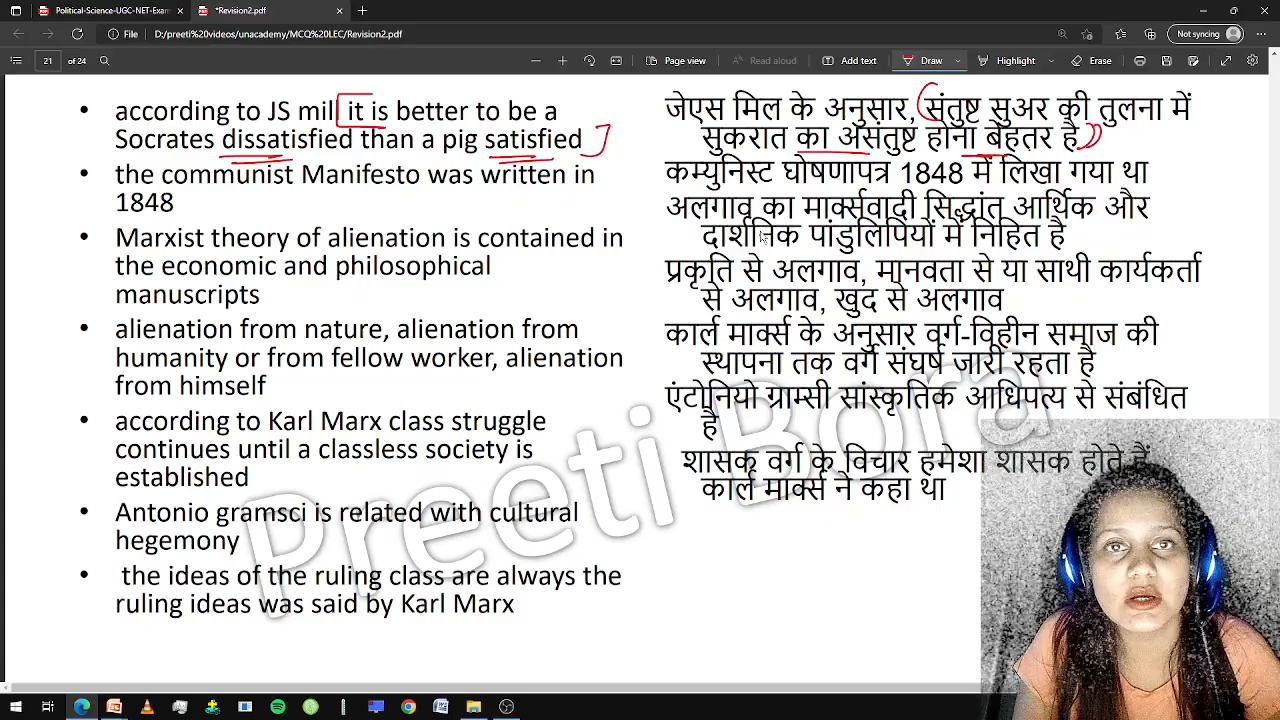 Political-Science-UGC-NET-Exam
*Revision2.pdf
File
D:/preeti%20videos/unacademy/MCQ%20LEC/Revision2.pdf
Not syncing
21 of 24
Page view
Read aloud
Add text
Draw
Highlight
Erase
• according to JS mill it is better to be a
Socrates dissatisfied than a pig satisfied
• the communist Manifesto was written in
1848
• Marxist theory of alienation is contained in
the economic and philosophical
manuscripts
• alienation from nature, alienation from
humanity or from fellow worker, alienation
from himself
• according to Karl Marx class struggle
continues until a classless society is
established
• Antonio gramsci is related with cultural
hegemony
• the ideas of the ruling class are always the
ruling ideas was said by Karl Marx
जेएस मिल के अनुसार, संतुष्ट सुअर की तुलना में
सुकरात का असंतुष्ट होना बेहतर है
कम्युनिस्ट घोषणापत्र 1848 में लिखा गया था
अलगाव का मार्क्सवादी सिद्धांत आर्थिक और
दार्शनिक पांडुलिपियों में निहित है
प्रकृति से अलगाव, मानवता से या साथी कार्यकर्ता
से अलगाव, खुद से अलगाव
कार्ल मार्क्स के अनुसार वर्ग-विहीन समाज की
स्थापना तक वर्ग संघर्ष जारी रहता है
एंटोनियो ग्राम्सी सांस्कृतिक आधिपत्य से संबंधित
है
शासक वर्ग के विचार हमेशा शासक होते हैं
कार्ल मार्क्स ने कहा था
Preeti Bora